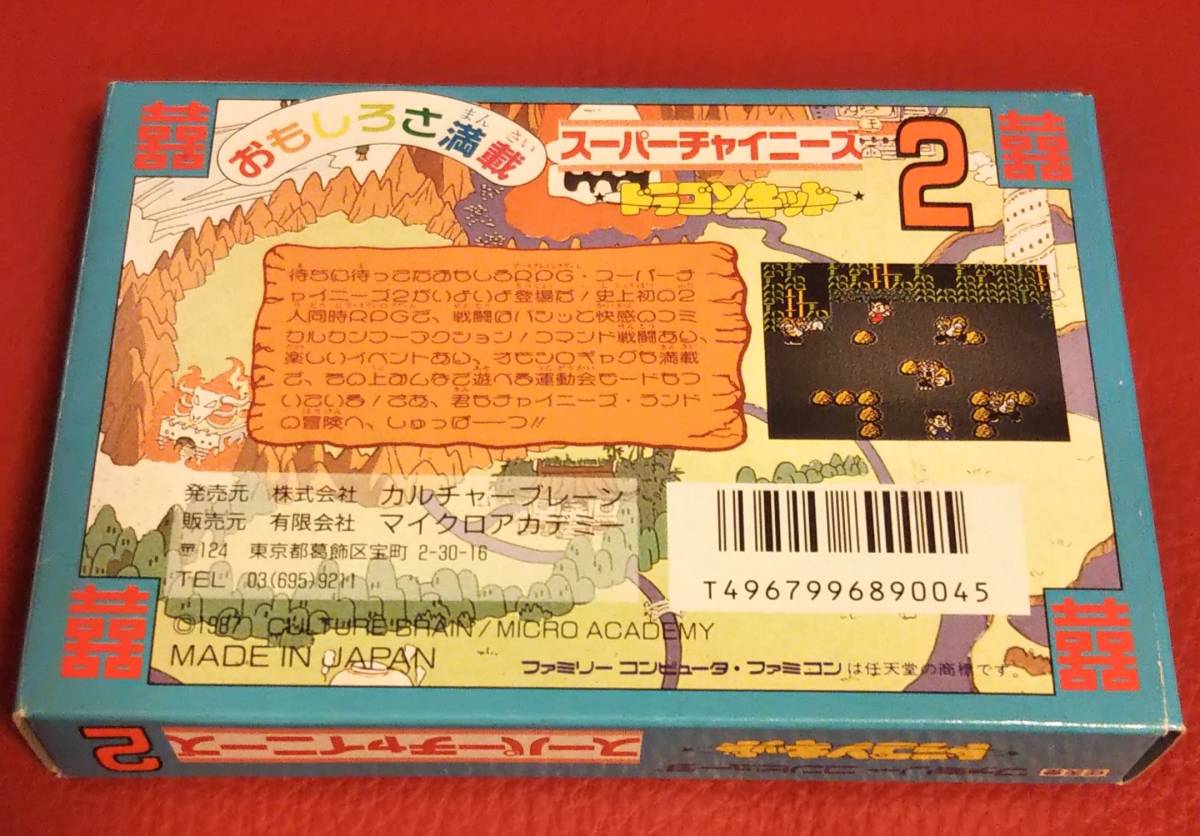 おもしろさ満載
まんさい
スーパーチャイニーズ2
ドラゴンキッド
待ちに待ってたおもしろRPG・スーパーチ
ャイニーズ2がいよいよ登場だ！史上初の2
人同時RPGで、戦闘はバシッと快感のコミ
カルカンフーアクション！コマンド戦闘あり、
楽しいイベントあり、オモシロギャグも満載
で、その上みんなで遊べる運動会モードもつ
いている！さあ、君もチャイニーズ・ランド
の冒険へ、しゅっぱーーつ!!
発売元 株式会社 カルチャーブレーン
販売元 有限会社 マイクロアカデミー
〒124 東京都葛飾区宝町 2-30-16
TEL 03(695)9211
T4967996890045
©1987 CULTURE BRAIN/MICRO ACADEMY
MADE IN JAPAN
ファミリーコンピュータ・ファミコンは任天堂の商標です。
2 スーパーチャイニーズ
ドラゴンキッド